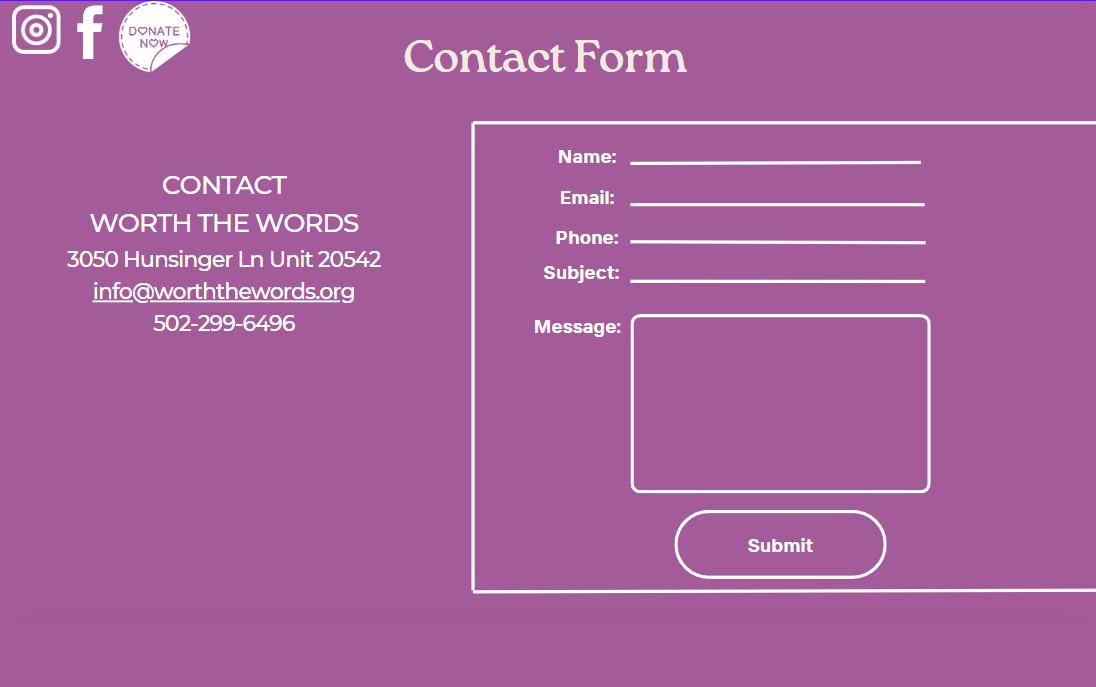 DONATE
NOW
Contact Form
CONTACT
WORTH THE WORDS
3050 Hunsinger Ln Unit 20542
info@worththewords.org
502-299-6496
Name:
Email:
Phone:
Subject:
Message:
Submit